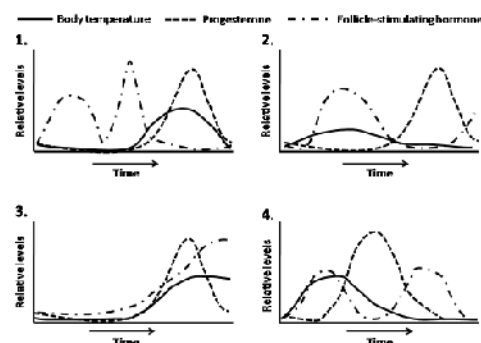 Body temperature Progesterone Follicle-stimulating hormone
1.
2.
Relative levels
Relative levels
Time
Time
3.
4.
Relative levels
Relative levels
Time
Time